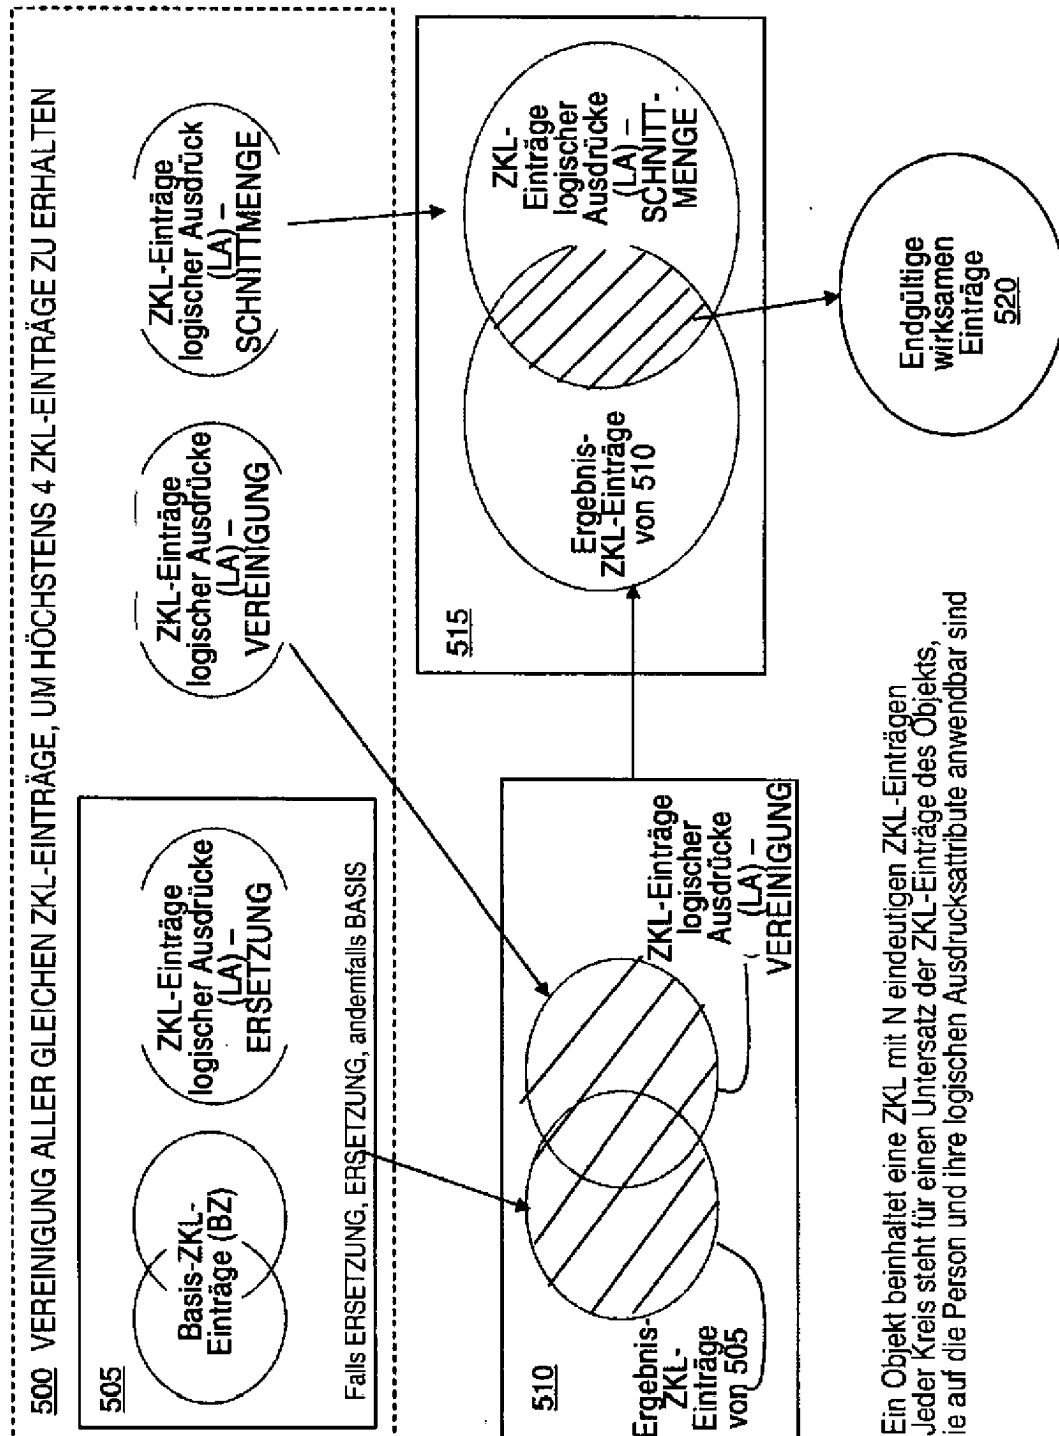 500 VEREINIGUNG ALLER GLEICHEN ZKL-EINTRÄGE, UM HÖCHSTENS 4 ZKL-EINTRÄGE ZU ERHALTEN
505
Basis-ZKL-
Einträge (BZ)
ZKL-Einträge
logischer Ausdrücke
(LA) –
ERSETZUNG
Falls ERSETZUNG, ERSETZUNG, andernfalls BASIS
ZKL-Einträge
logischer Ausdrücke
(LA) –
VEREINIGUNG
ZKL-Einträge
logischer Ausdrück
(LA) –
SCHNITTMENGE
510
Ergebnis-
ZKL-
Einträge
von 505
ZKL-Einträge
logischer
Ausdrücke
(LA) –
VEREINIGUNG
515
Ergebnis-
ZKL-Einträge
von 510
ZKL-
Einträge
logischer
Ausdrücke
(LA) –
SCHNITT-
MENGE
Endgültige
wirksamen
Einträge
520
Ein Objekt beinhaltet eine ZKL mit N eindeutigen ZKL-Einträgen
Jeder Kreis steht für einen Untersatz der ZKL-Einträge des Objekts,
ie auf die Person und ihre logischen Ausdrucksattribute anwendbar sind